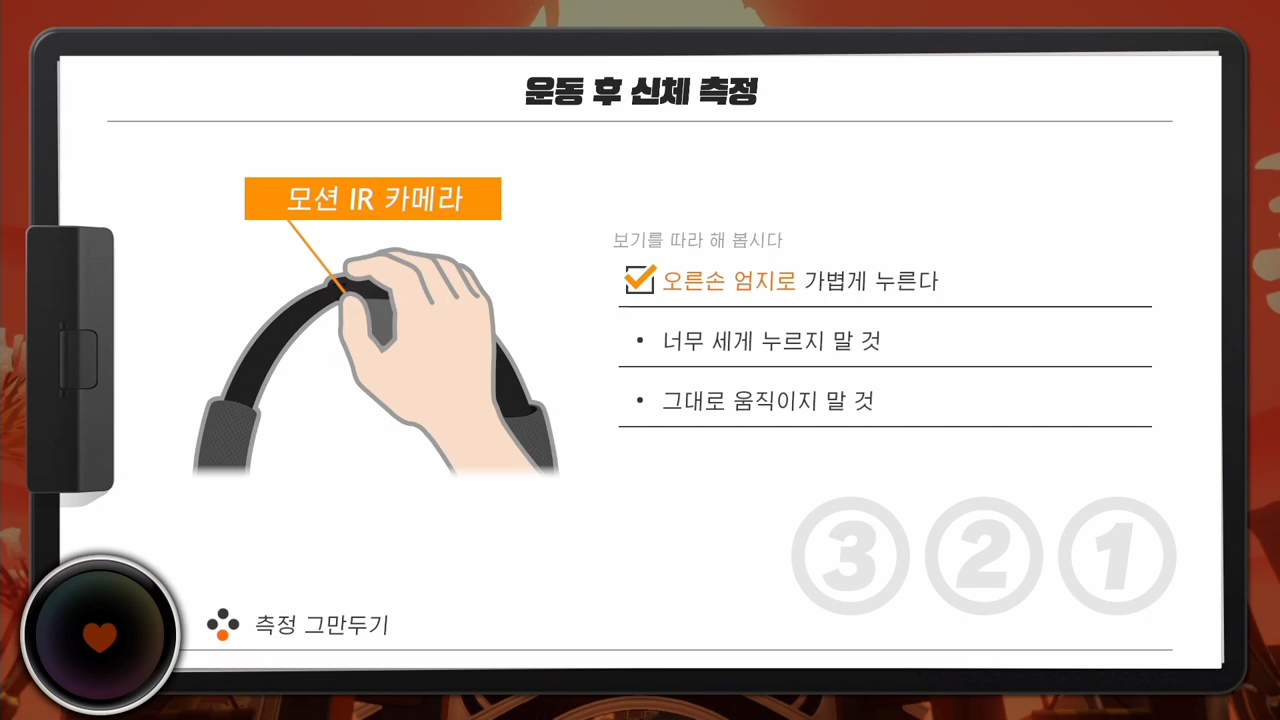 운동 후 신체 측정
모션 IR 카메라
보기를 따라 해 봅시다
오른손 엄지로 가볍게 누른다
• 너무 세게 누르지 말 것
• 그대로 움직이지 말 것
3 2 1
측정 그만두기